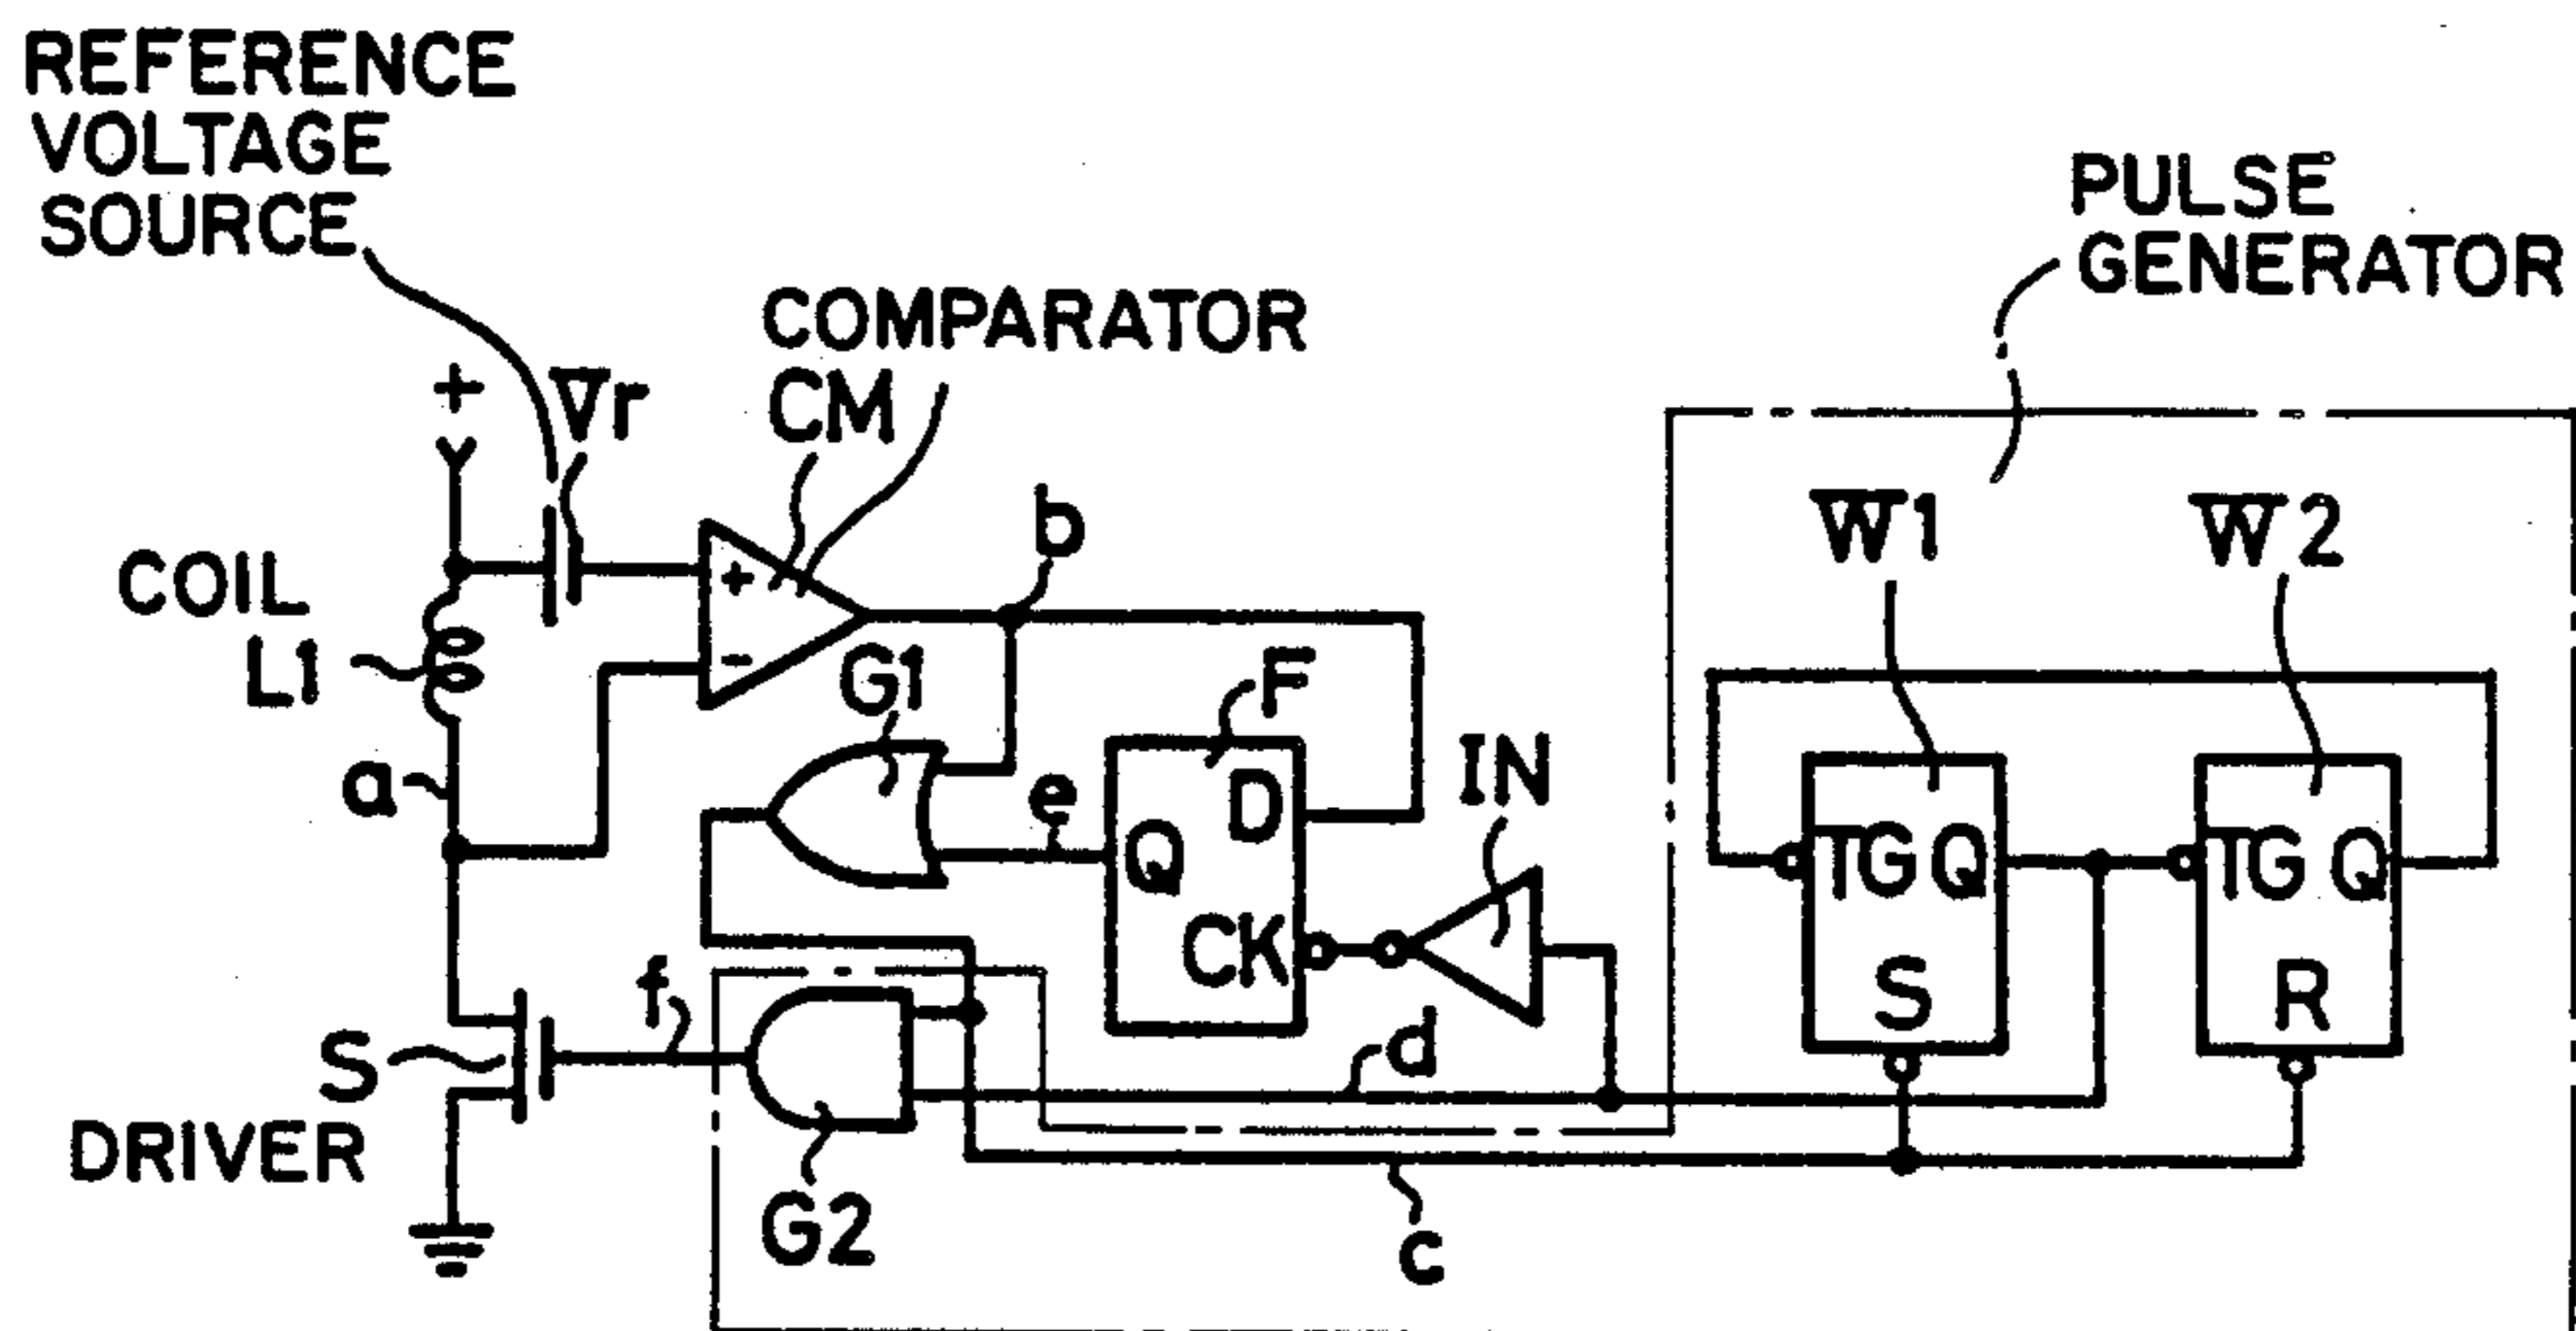 REFERENCE
VOLTAGE
SOURCE
PULSE
GENERATOR
COMPARATOR
CM
+
Vr
b
W1
W2
COIL
L1
+
-
G1
F
IN
a
e
D
Q
CK
TG Q
S
TG Q
R
f
d
S
DRIVER
G2
c